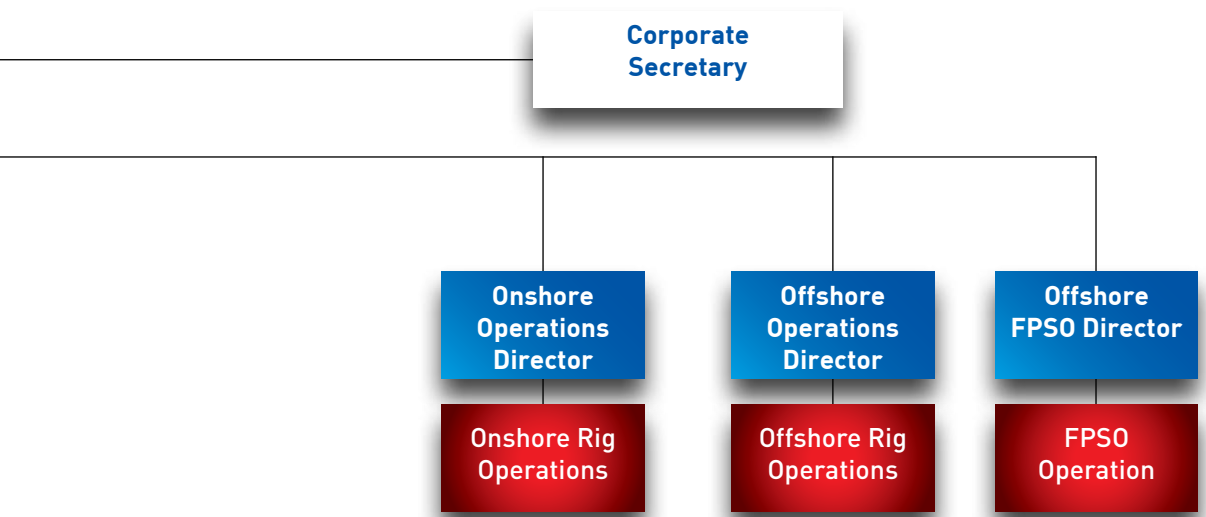 Corporate
Secretary
Onshore
Operations
Director
Offshore
Operations
Director
Offshore
FPSO Director
Onshore Rig
Operations
Offshore Rig
Operations
FPSO
Operation